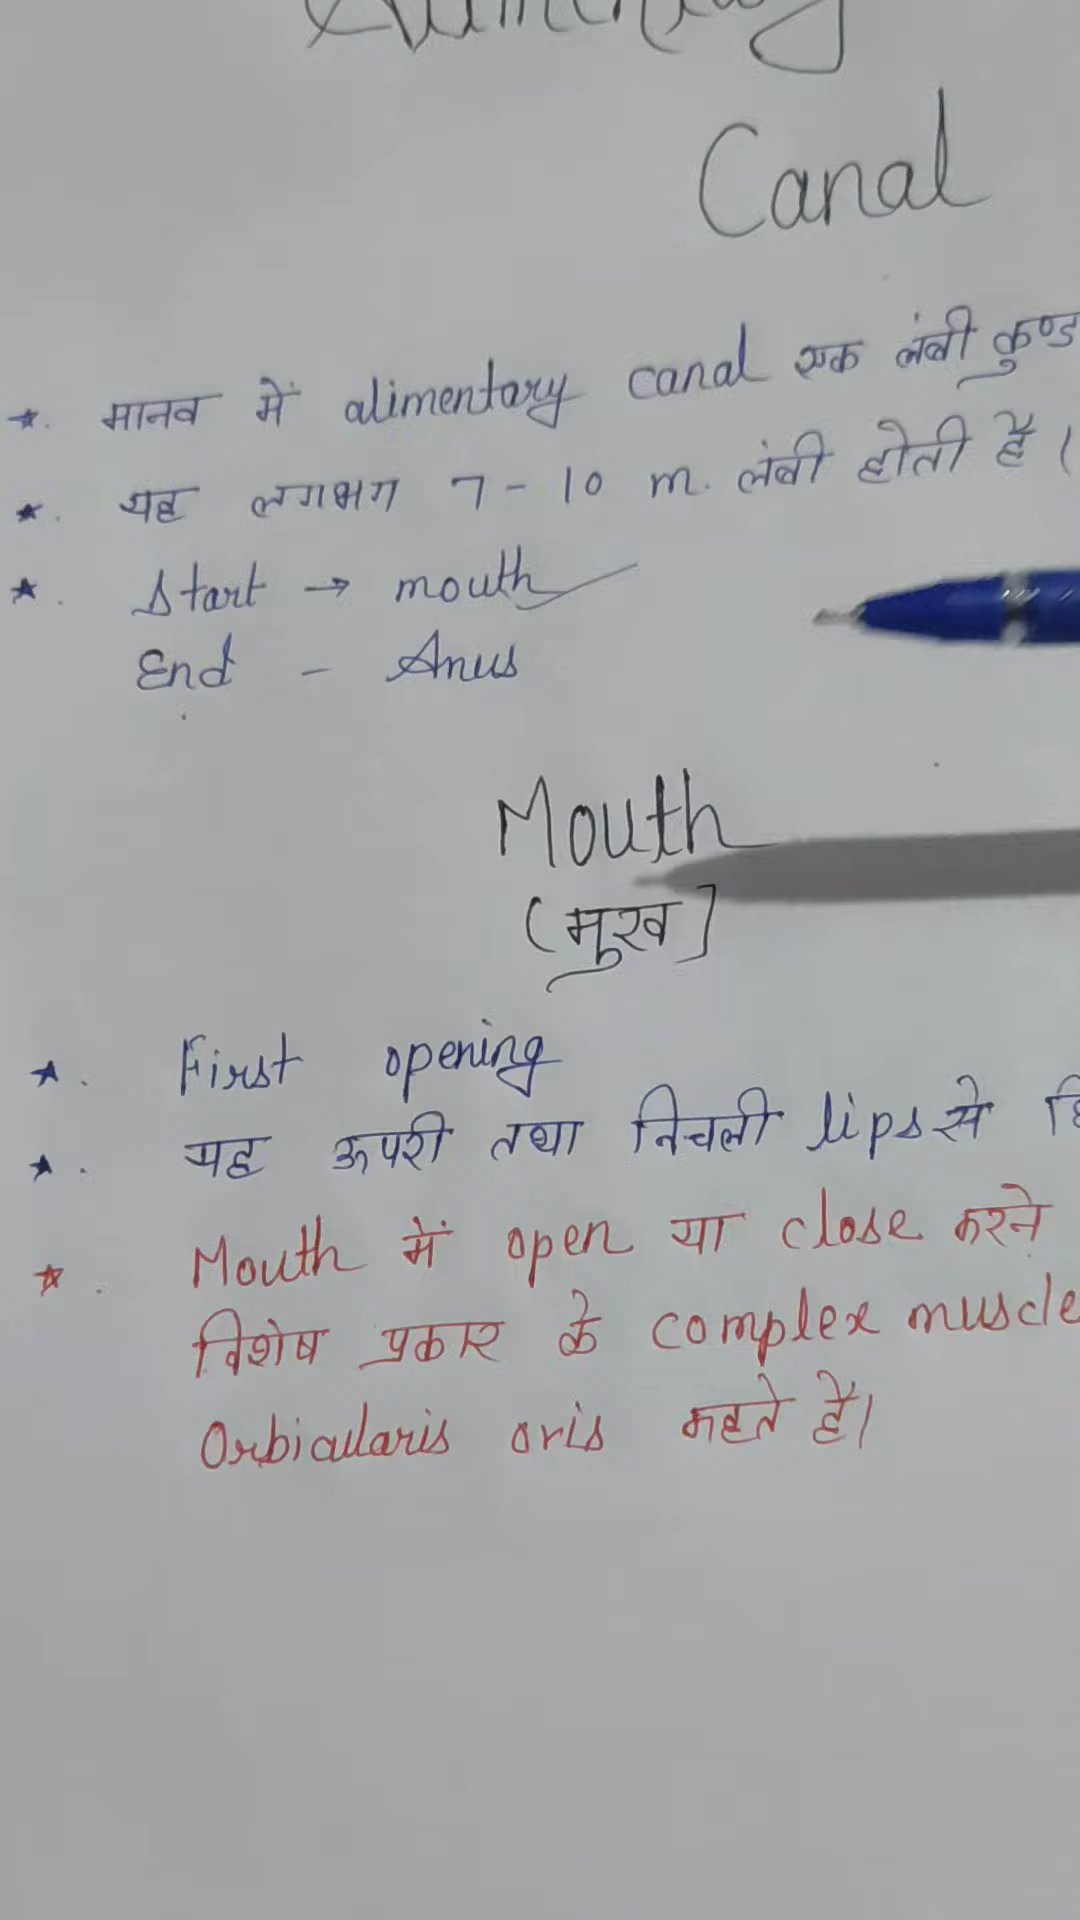 Alimentary
Canal
★. मानव में alimentary canal एक लंबी कुण्ड
★. यह लगभग 7-10 m. लंबी होती है।
★. Start → mouth
End - Anus
Mouth
(मुख]
★. First opening
★. यह ऊपरी तथा निचली lips से
★. Mouth में open या close करने
विशेष प्रकार के complex muscle
Orbicularis oris कहते है।